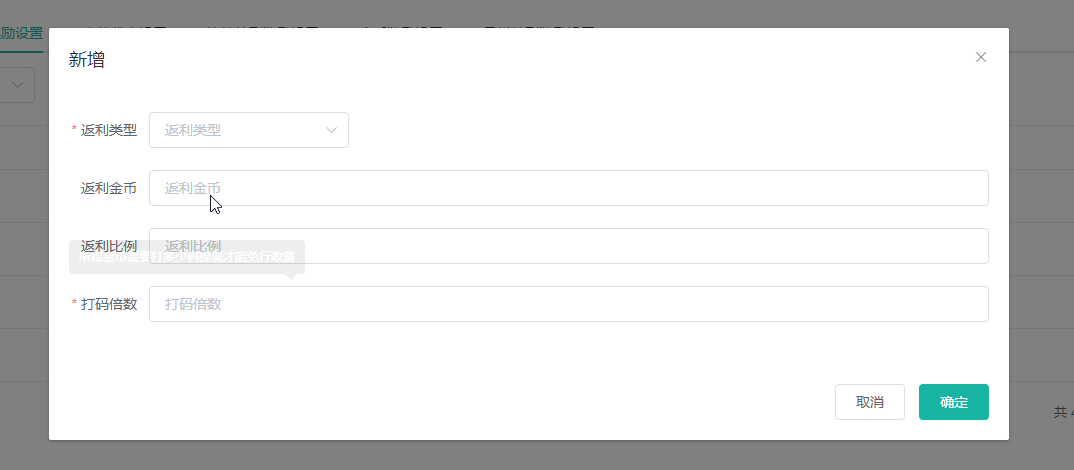 励设置
新增
* 返利类型 返利类型
返利金币 返利金币
返利比例 返利比例
* 打码倍数 打码倍数
取消 确定
共 4